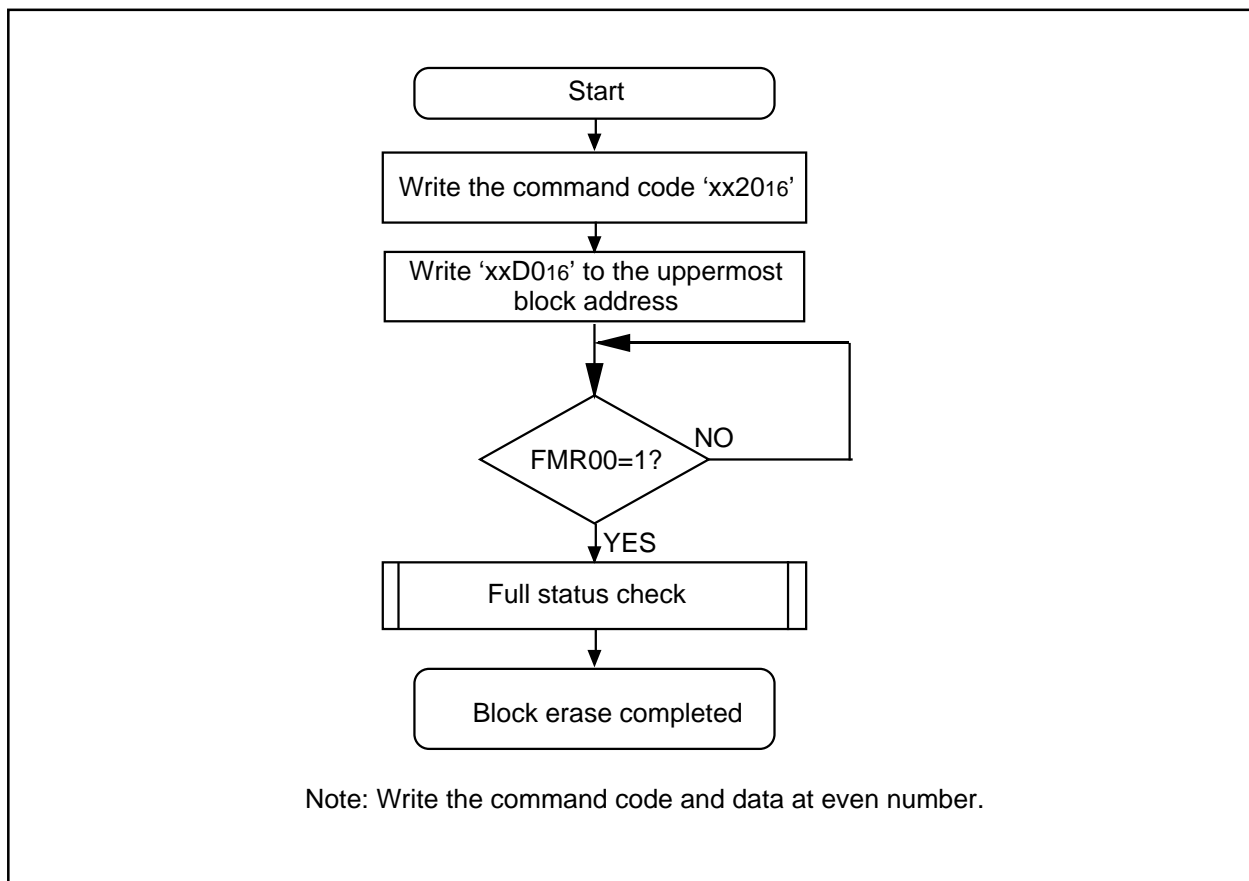 Start
Write the command code ‘xx2016’
Write ‘xxD016’ to the uppermost
block address
NO
FMR00=1?
YES
Full status check
Block erase completed
Note: Write the command code and data at even number.